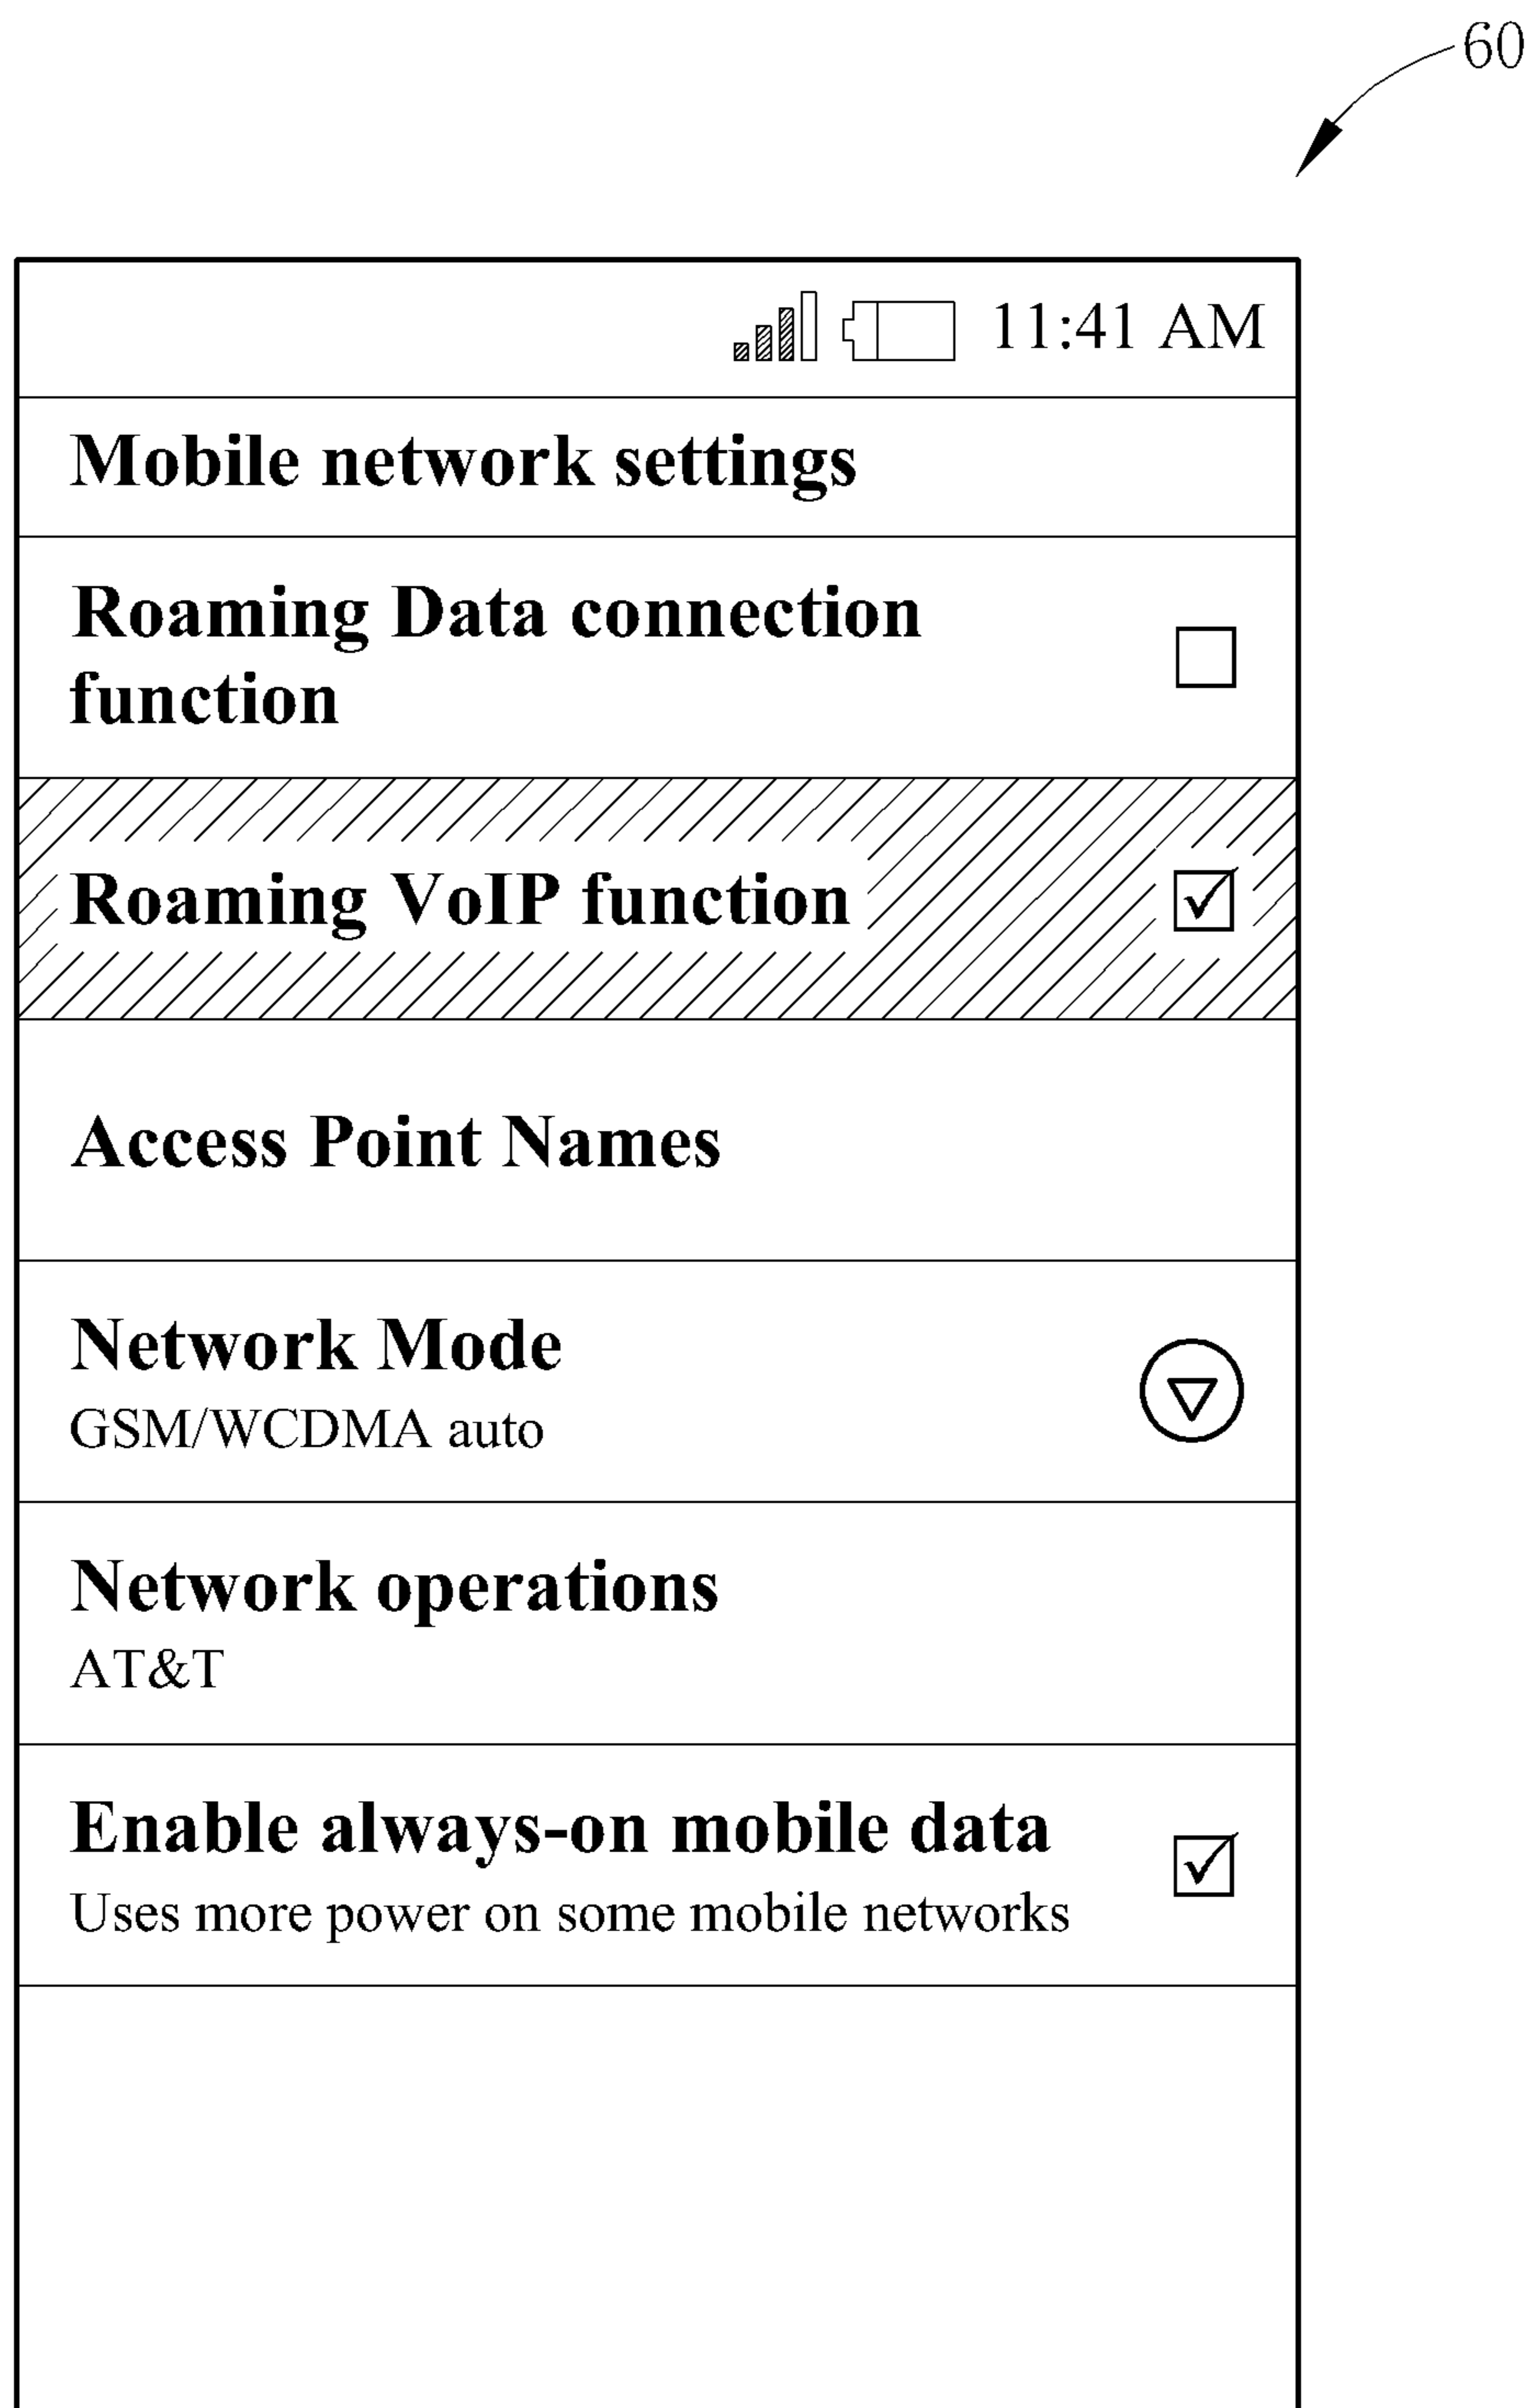 60
11:41 AM
Mobile network settings
Roaming Data connection
function
Roaming VoIP function
Access Point Names
Network Mode
GSM/WCDMA auto
Network operations
AT&T
Enable always-on mobile data
Uses more power on some mobile networks